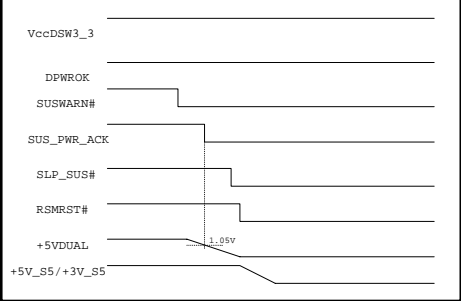 VccDSW3_3
DPWROK
SUSWARN#
SUS_PWR_ACK
SLP_SUS#
RSMRST#
1.05V
+5VDUAL
+5V_S5/+3V_S5